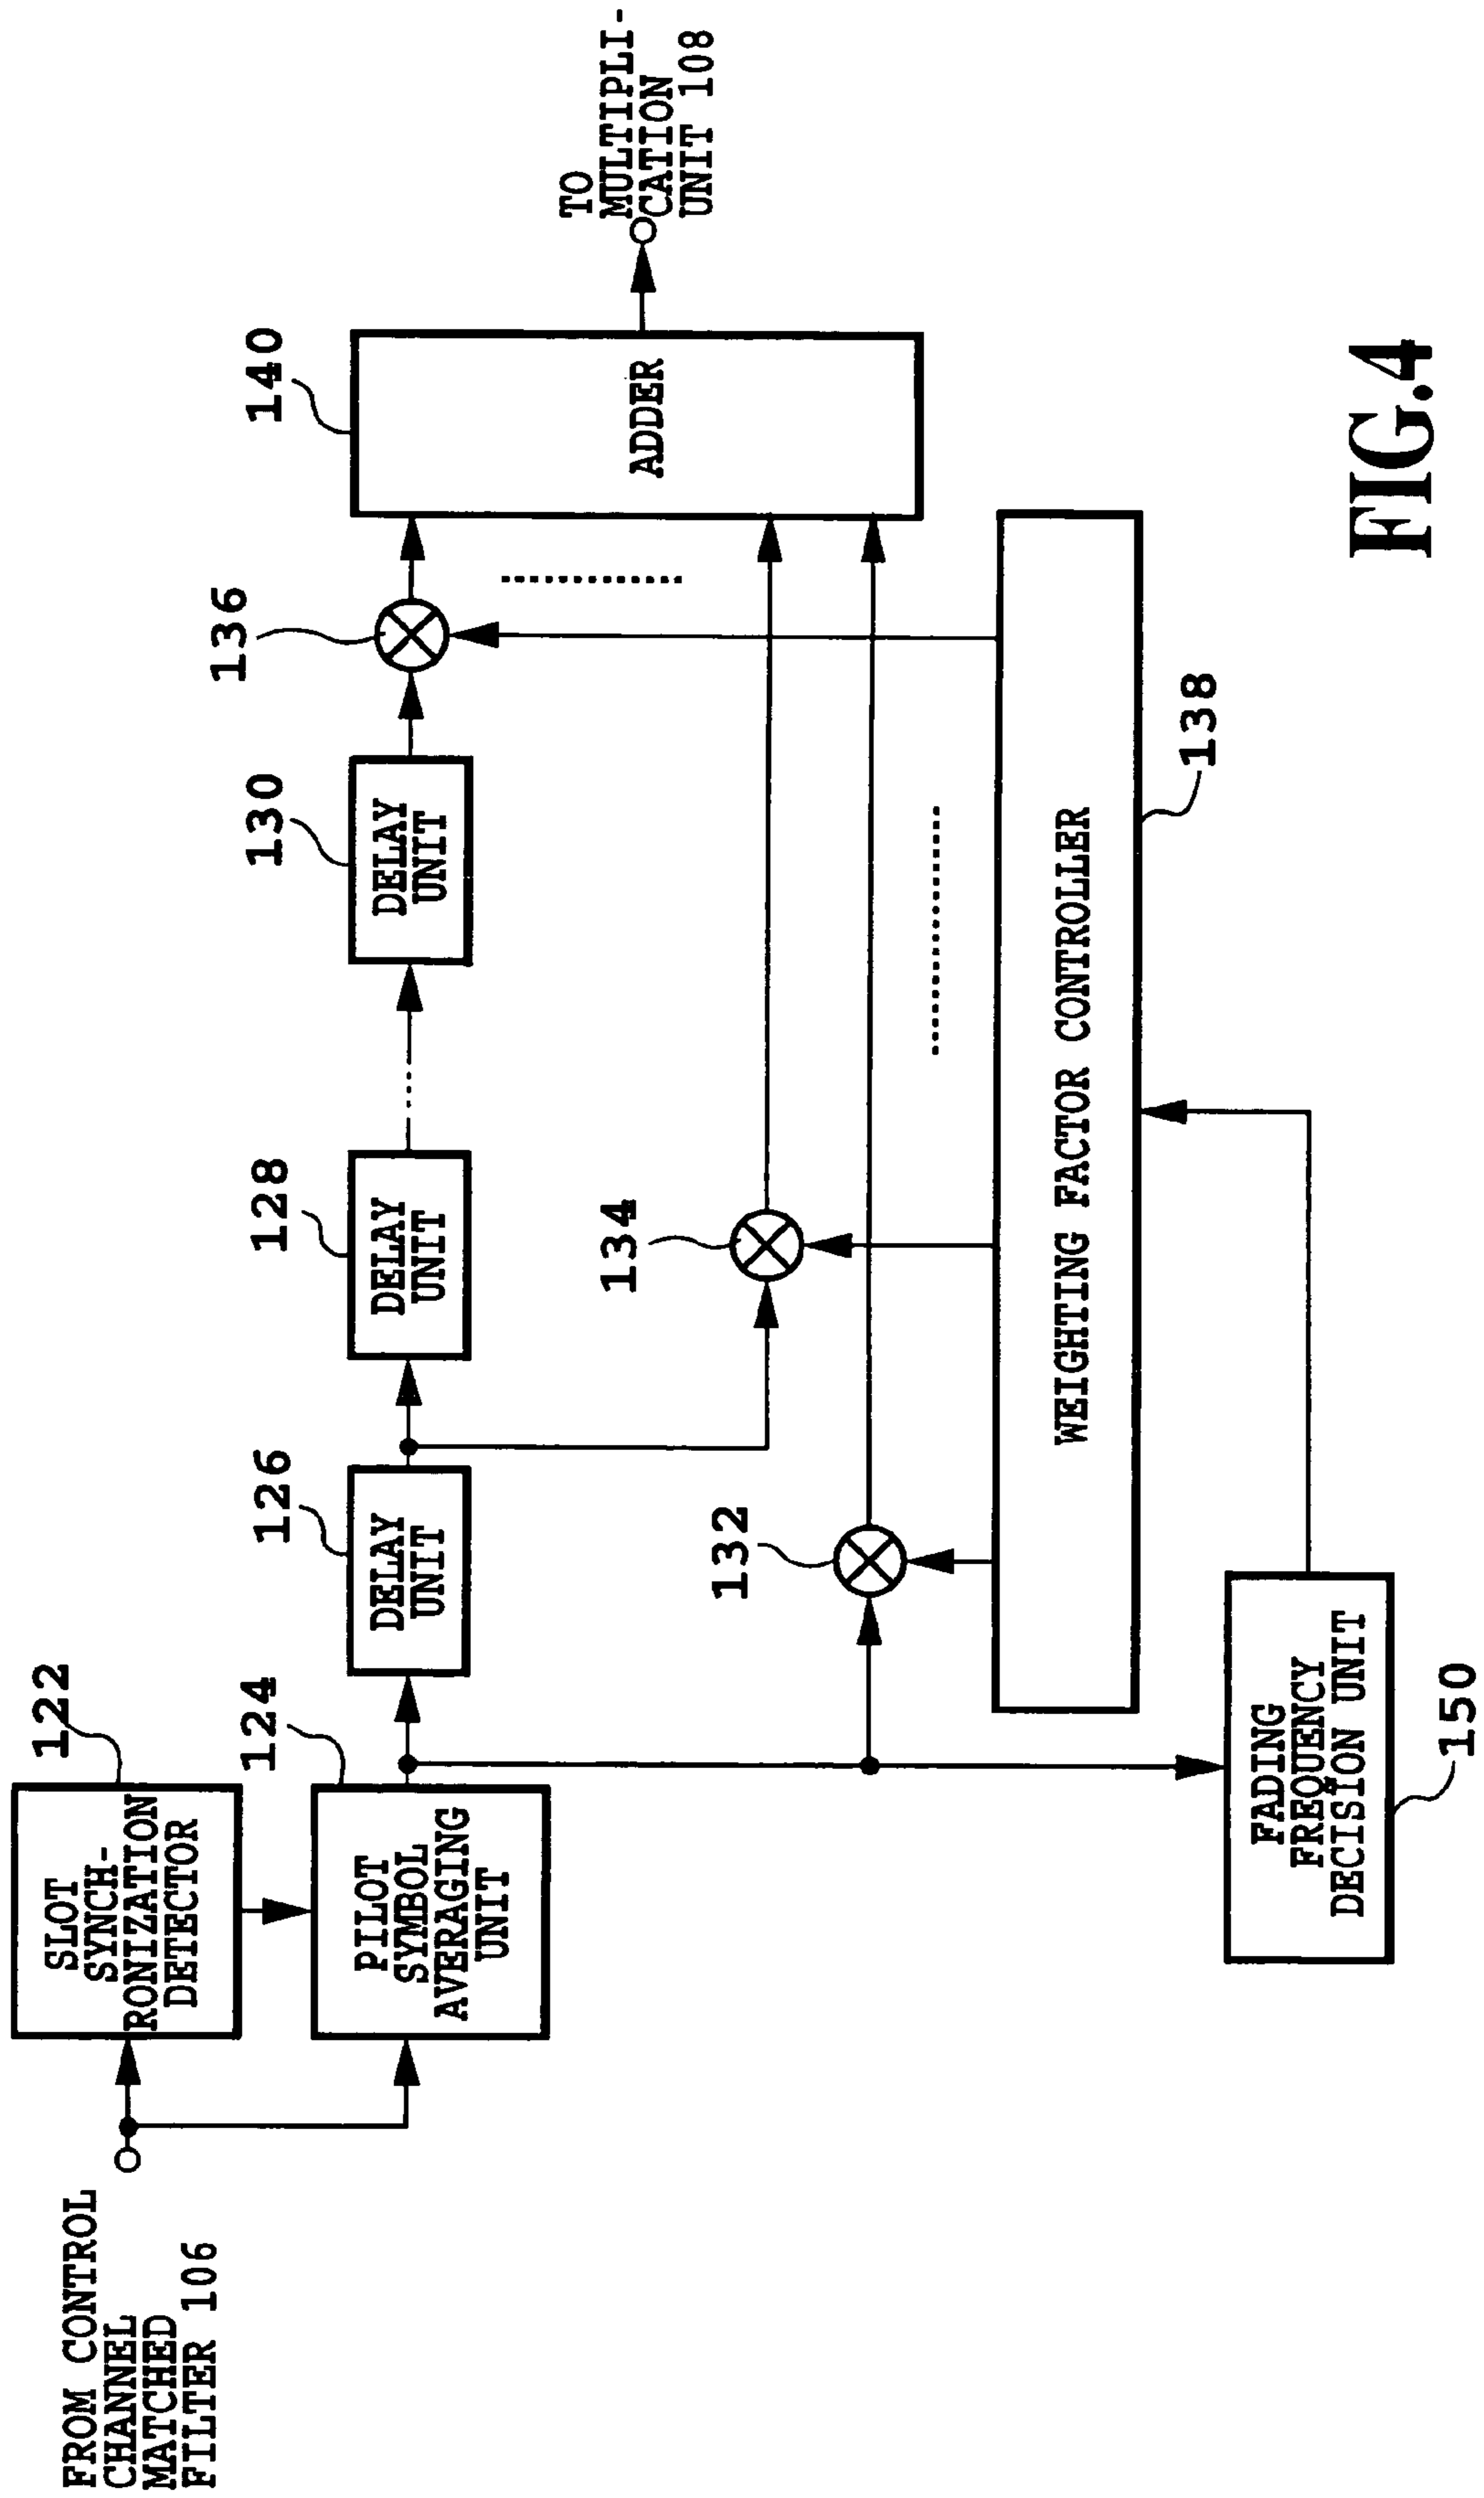 FROM CONTROL
CHANNEL
MATCHED
FILTER 106
122
SLOT
SYNCH-
RONIZATION
DETECTOR
124
PILOT
SYMBOL
AVERAGING
UNIT
126
DELAY
UNIT
128
DELAY
UNIT
130
DELAY
UNIT
136
140
ADDER
TO
MULTIPLI-
CATION
UNIT 108
132
134
WEIGHTING FACTOR CONTROLLER
138
FADING
FREQUENCY
DECISION UNIT
150
FIG.4